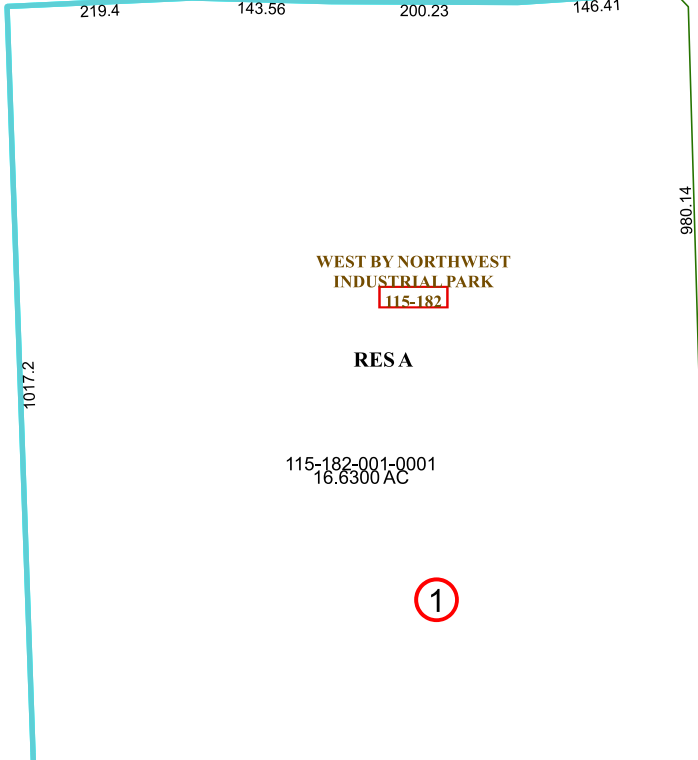 219.4
143.56
200.23
146.41
980.14
WEST BY NORTHWEST
INDUSTRIAL PARK
115-182
RES A
1017.2
115-182-001-0001
16.6300 AC
1